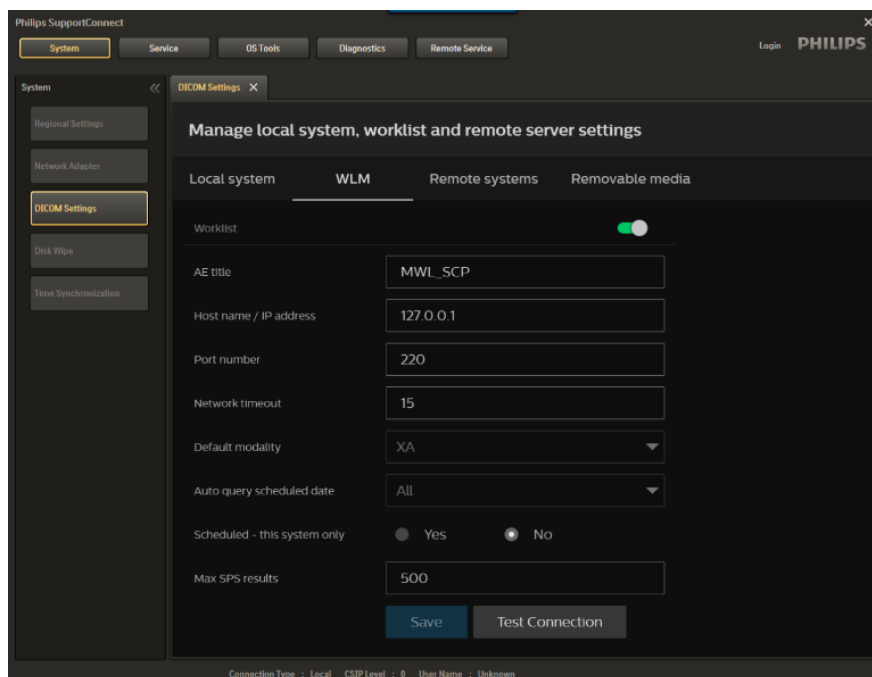 Philips SupportConnect
System Service OS Tools Diagnostics Remote Service Login PHILIPS
System DICOM Settings
Regional Settings
Network Adapter
DICOM Settings
Disk Wipe
Time Synchronization
Manage local system, worklist and remote server settings
Local system WLM Remote systems Removable media
Worklist
AE title MWL_SCP
Host name / IP address 127.0.0.1
Port number 220
Network timeout 15
Default modality XA
Auto query scheduled date All
Scheduled - this system only Yes No
Max SPS results 500
Save Test Connection
Connection Type : Local CSIP Level : 0 User Name : Unknown